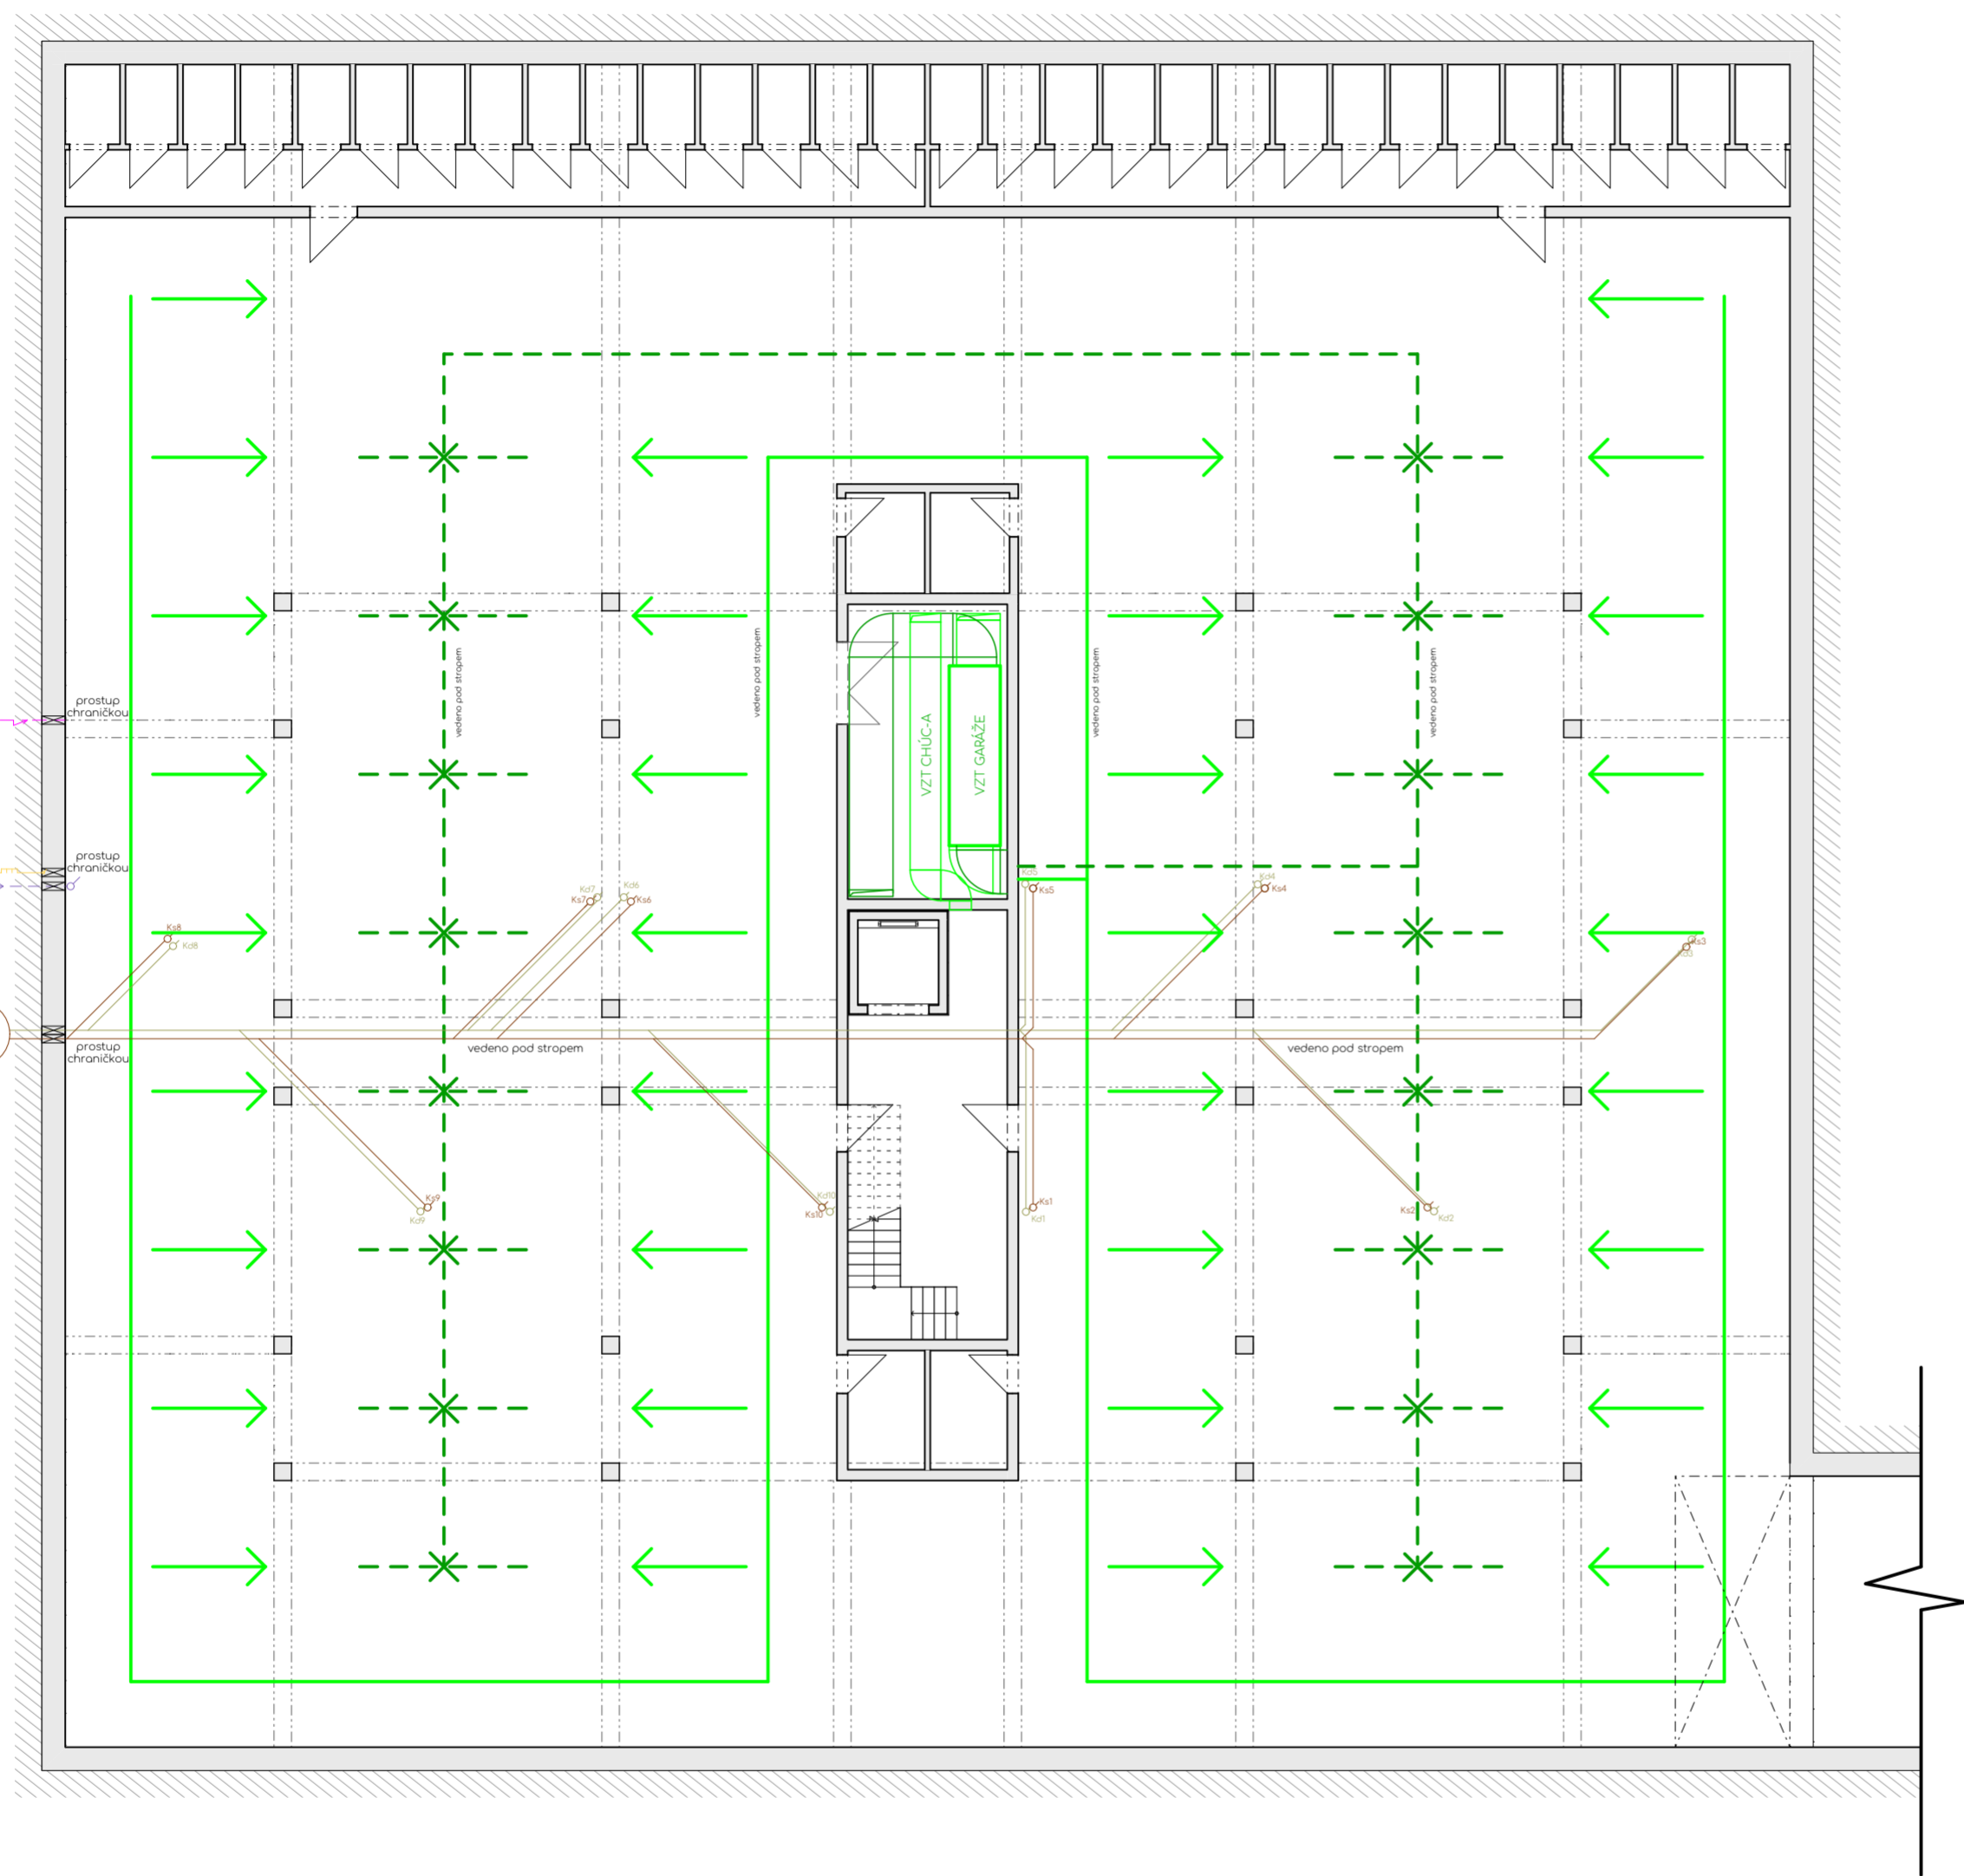 vedeno pod stropem
vedeno pod stropem
vedeno pod stropem
vedeno pod stropem
prostup
chraničkou
VZT CHÚC-A
VZT GARÁŽE
prostup
chraničkou
Kd7
Kd6
Kd5
Kd4
Ks7
Ks6
Ks5
Ks4
Ks8
Kd8
Ks3
Kd3
prostup
chraničkou
vedeno pod stropem
vedeno pod stropem
Ks9
Kd9
Kd10
Ks10
Ks1
Kd1
Ks2
Kd2